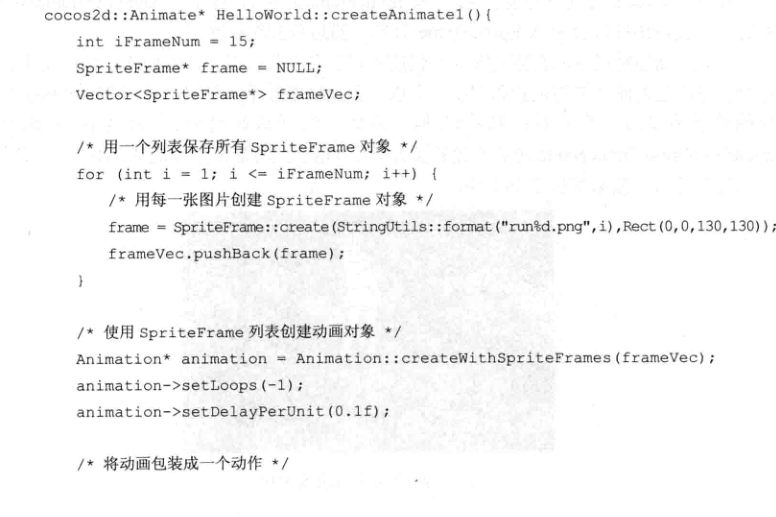 cocos2d::Animate* HelloWorld::createAnimate1(){
int iFrameNum = 15;
SpriteFrame* frame = NULL;
Vector<SpriteFrame*> frameVec;
/* 用一个列表保存所有 SpriteFrame 对象 */
for (int i = 1; i <= iFrameNum; i++) {
/* 用每一张图片创建 SpriteFrame 对象 */
frame = SpriteFrame::create(StringUtils::format("run%d.png",i),Rect(0,0,130,130));
frameVec.pushBack(frame);
}
/* 使用 SpriteFrame 列表创建动画对象 */
Animation* animation = Animation::createWithSpriteFrames(frameVec);
animation->setLoops(-1);
animation->setDelayPerUnit(0.1f);
/* 将动画包装成一个动作 */